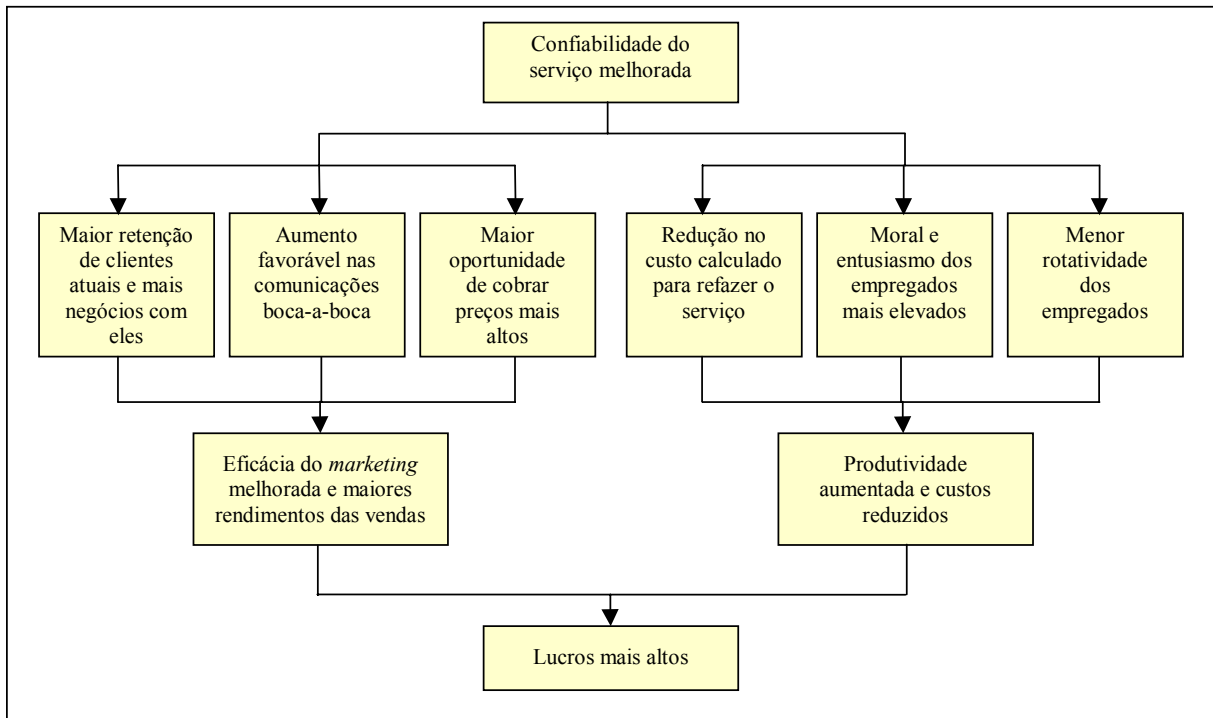 Confiabilidade do
serviço melhorada
Maior retenção
de clientes
atuais e mais
negócios com
eles
Aumento
favorável nas
comunicações
boca-a-boca
Maior
oportunidade
de cobrar
preços mais
altos
Redução no
custo calculado
para refazer o
serviço
Moral e
entusiasmo dos
empregados
mais elevados
Menor
rotatividade
dos
empregados
Eficácia do marketing
melhorada e maiores
rendimentos das vendas
Produtividade
aumentada e custos
reduzidos
Lucros mais altos